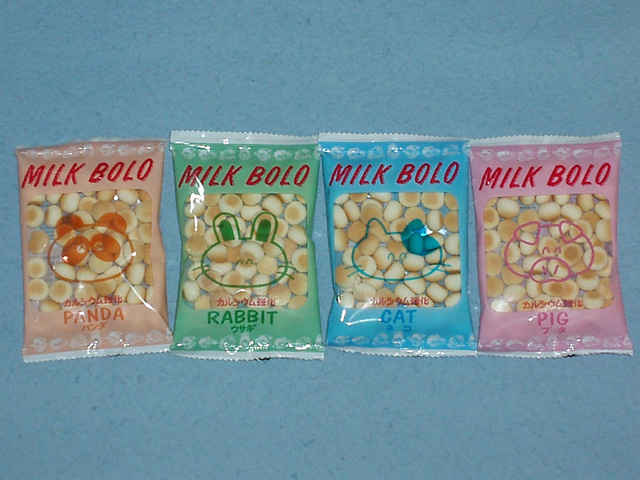 MILK BOLO
カルシウム強化
PANDA
パンダ
MILK BOLO
カルシウム強化
RABBIT
ウサギ
MILK BOLO
カルシウム強化
CAT
ネコ
MILK BOLO
カルシウム強化
PIG
ブタ